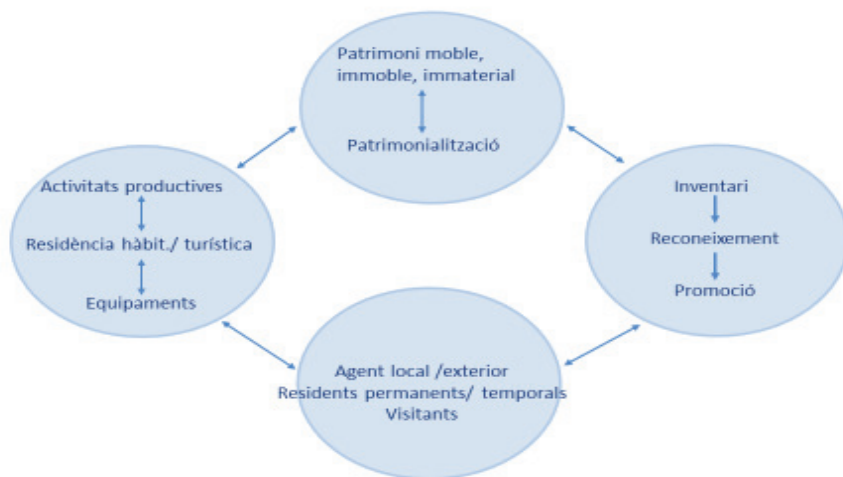 Patrimoni moble,
immoble, immaterial
Patrimonialització
Activitats productives
Residència hàbit./ turística
Equipaments
Inventari
Reconeixement
Promoció
Agent local /exterior
Residents permanents/ temporals
Visitants